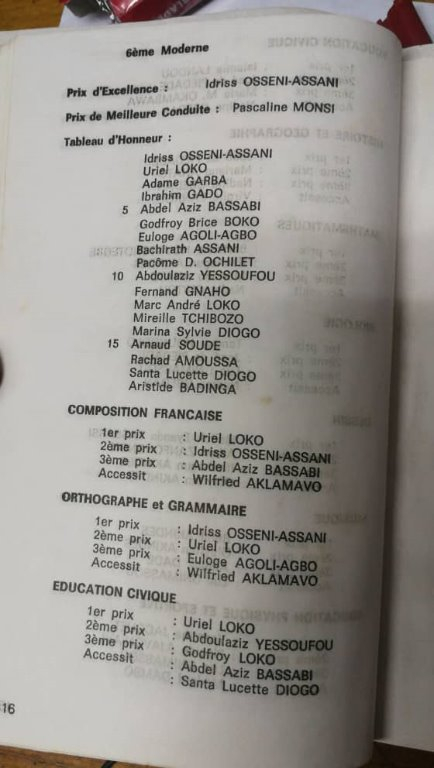 6ème Moderne
Prix d'Excellence : Idriss OSSENI-ASSANI
Prix de Meilleure Conduite : Pascaline MONSI
Tableau d'Honneur :
Idriss OSSENI-ASSANI
Uriel LOKO
Adame GARBA
Ibrahim GADO
5 Abdel Aziz BASSABI
Godfroy Brice BOKO
Euloge AGOLI-AGBO
Bachirath ASSANI
Pacôme D. OCHILET
10 Abdoulaziz YESSOUFOU
Fernand GNAHO
Marc André LOKO
Mireille TCHIBOZO
Marina Sylvie DIOGO
15 Arnaud SOUDE
Rachad AMOUSSA
Santa Lucette DIOGO
Aristide BADINGA
COMPOSITION FRANCAISE
1er prix : Uriel LOKO
2ème prix : Idriss OSSENI-ASSANI
3ème prix : Abdel Aziz BASSABI
Accessit : Wilfried AKLAMAVO
ORTHOGRAPHE et GRAMMAIRE
1er prix : Idriss OSSENI-ASSANI
2ème prix : Uriel LOKO
3ème prix : Euloge AGOLI-AGBO
Accessit : Wilfried AKLAMAVO
EDUCATION CIVIQUE
1er prix : Uriel LOKO
2ème prix : Abdoulaziz YESSOUFOU
3ème prix : Godfroy LOKO
Accessit : Abdel Aziz BASSABI
: Santa Lucette DIOGO
16